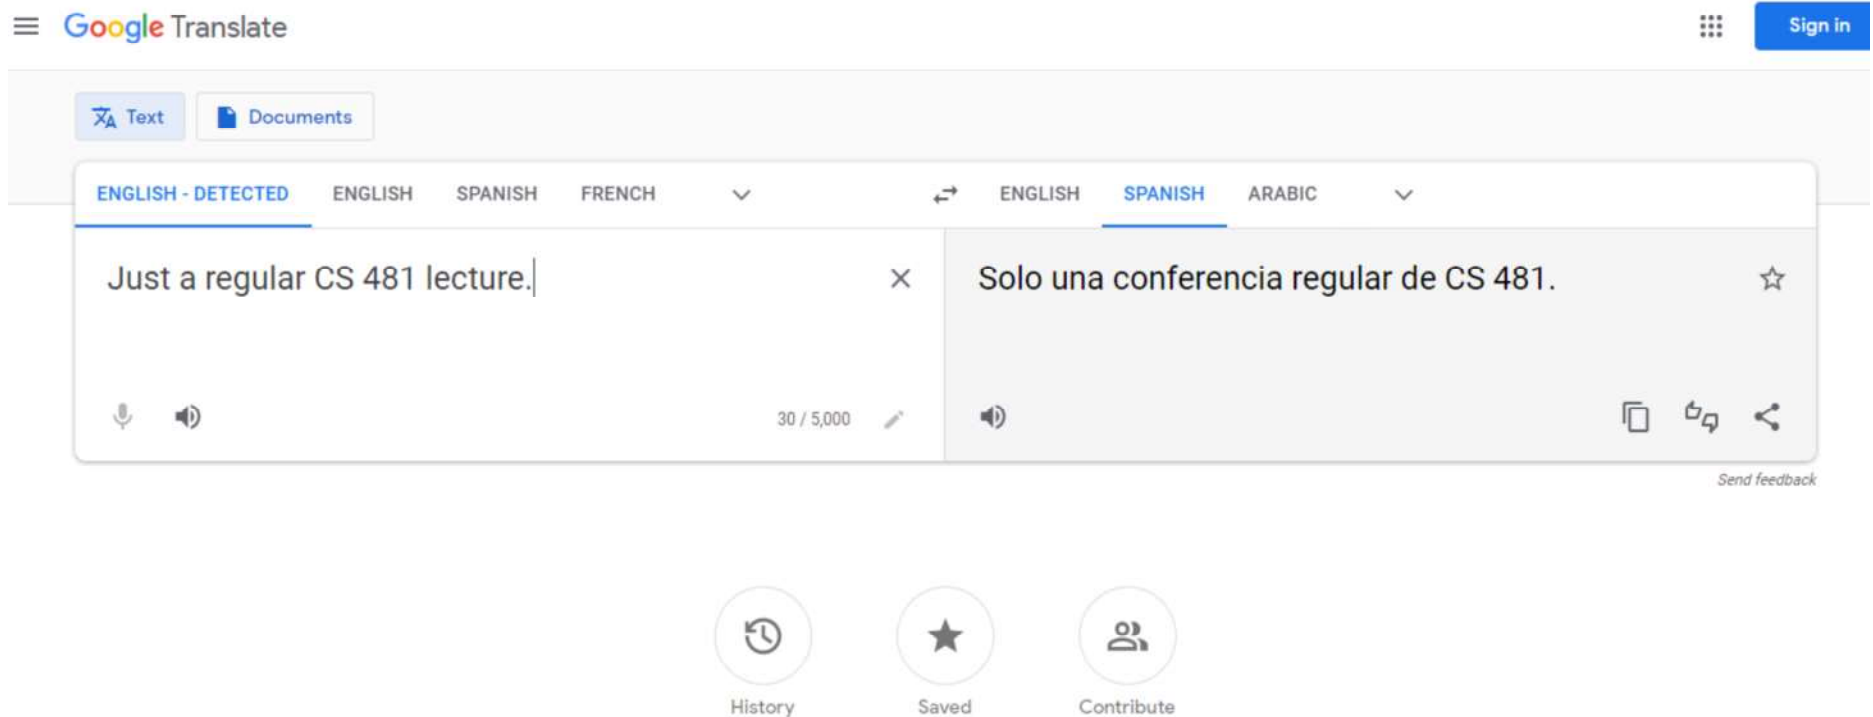 Google Translate
Sign in
Text Documents
ENGLISH - DETECTED ENGLISH SPANISH FRENCH ENGLISH SPANISH ARABIC
Just a regular CS 481 lecture. Solo una conferencia regular de CS 481.
30 / 5,000
Send feedback
History Saved Contribute